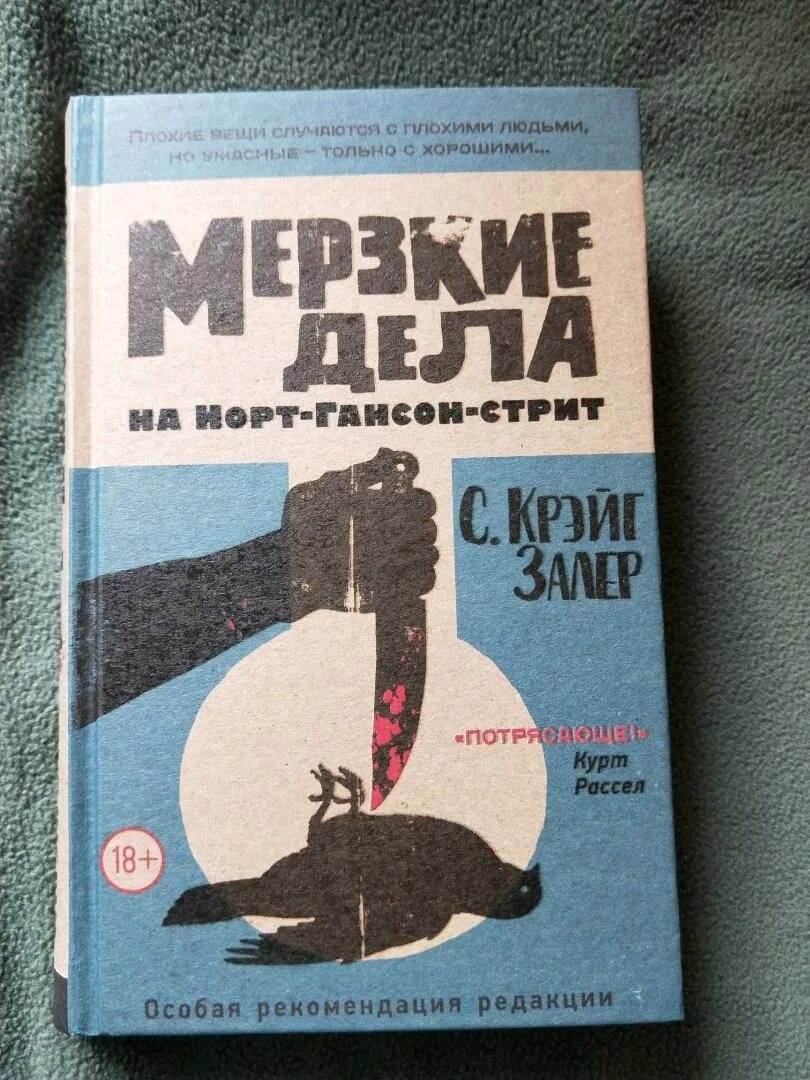 Плохие вещи случаются с плохими людьми,
но ужасные – только с хорошими...
Мерзкие
дела
на Норт-Гансон-стрит
С. Крэйг
Залер
«Потрясающе!»
Курт
Рассел
18+
Особая рекомендация редакции